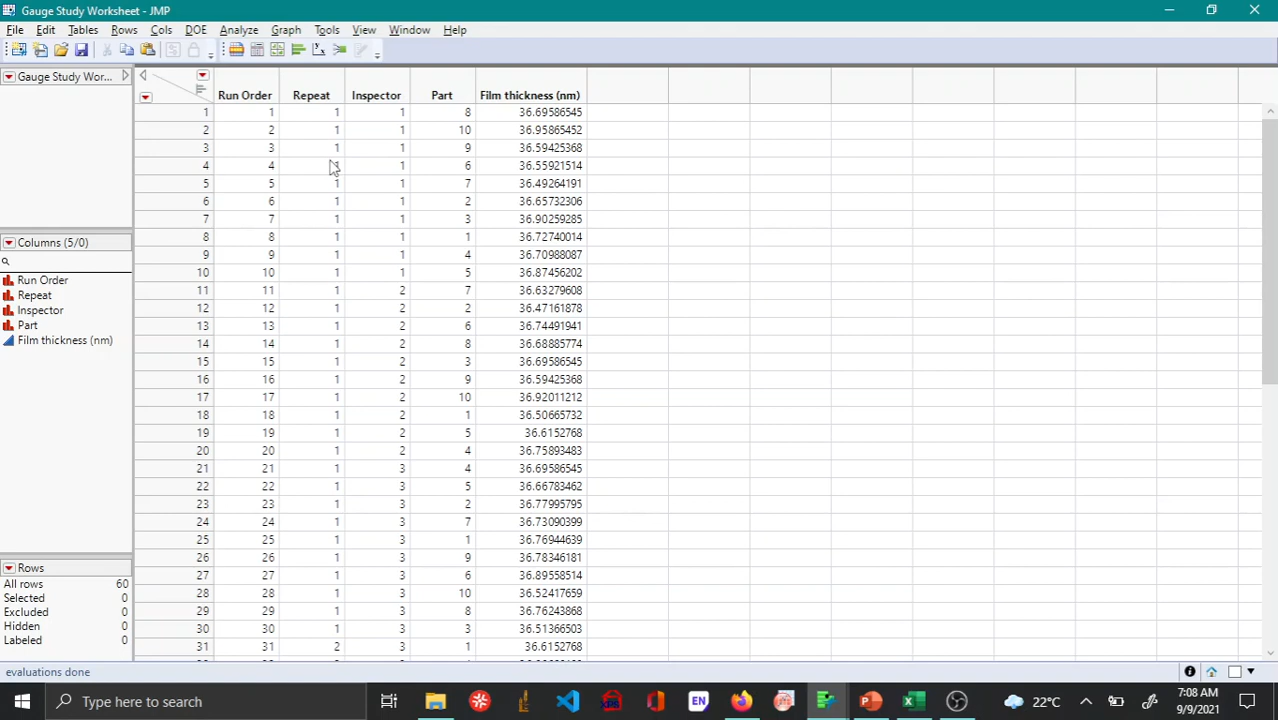 Gauge Study Worksheet - JMP
File Edit Tables Rows Cols DOE Analyze Graph Tools View Window Help
Gauge Study Wor...
Run Order Repeat Inspector Part Film thickness (nm)
1 1 1 1 8 36.69586545
2 2 1 1 10 36.95865452
3 3 1 1 9 36.59425368
4 4 1 1 6 36.55921514
5 5 1 1 7 36.49264191
6 6 1 1 2 36.65732306
7 7 1 1 3 36.90259285
8 8 1 1 1 36.72740014
9 9 1 1 4 36.70988087
10 10 1 1 5 36.87456202
11 11 1 2 7 36.63279608
12 12 1 2 2 36.47161878
13 13 1 2 6 36.74491941
14 14 1 2 8 36.68885774
15 15 1 2 3 36.69586545
16 16 1 2 9 36.59425368
17 17 1 2 10 36.92011212
18 18 1 2 1 36.50665732
19 19 1 2 5 36.6152768
20 20 1 2 4 36.75893483
21 21 1 3 4 36.69586545
22 22 1 3 5 36.66783462
23 23 1 3 2 36.77995795
24 24 1 3 7 36.73090399
25 25 1 3 1 36.76944639
26 26 1 3 9 36.78346181
27 27 1 3 6 36.89558514
28 28 1 3 10 36.52417659
29 29 1 3 8 36.76243868
30 30 1 3 3 36.51366503
31 31 2 3 1 36.6152768
Columns (5/0)
Run Order
Repeat
Inspector
Part
Film thickness (nm)
Rows
All rows 60
Selected 0
Excluded 0
Hidden 0
Labeled 0
evaluations done
Type here to search
EN
22°C
7:08 AM
9/9/2021